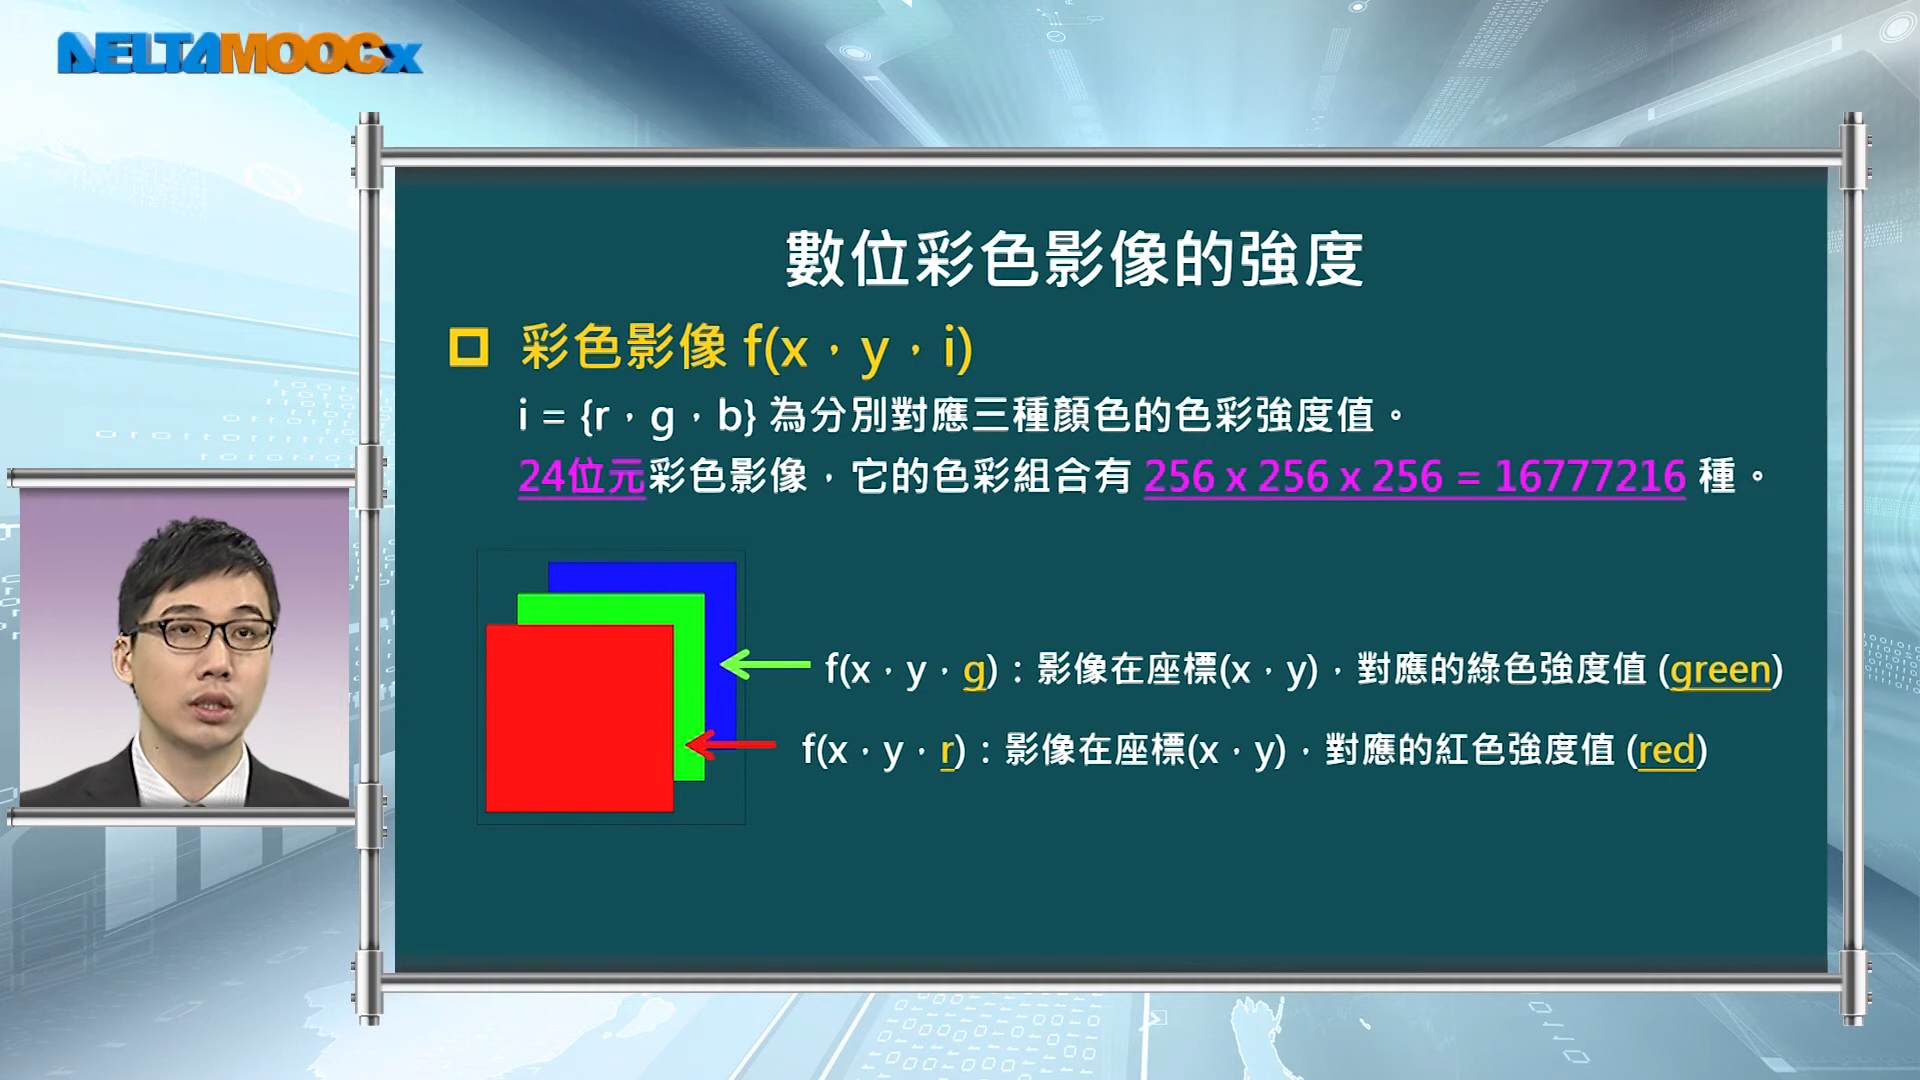 DELTAMOOCx
數位彩色影像的強度
彩色影像 f(x,y,i)
i = {r,g,b} 為分別對應三種顏色的色彩強度值。
24位元彩色影像,它的色彩組合有 256 x 256 x 256 = 16777216 種。
f(x,y,g):影像在座標(x,y),對應的綠色強度值 (green)
f(x,y,r):影像在座標(x,y),對應的紅色強度值 (red)